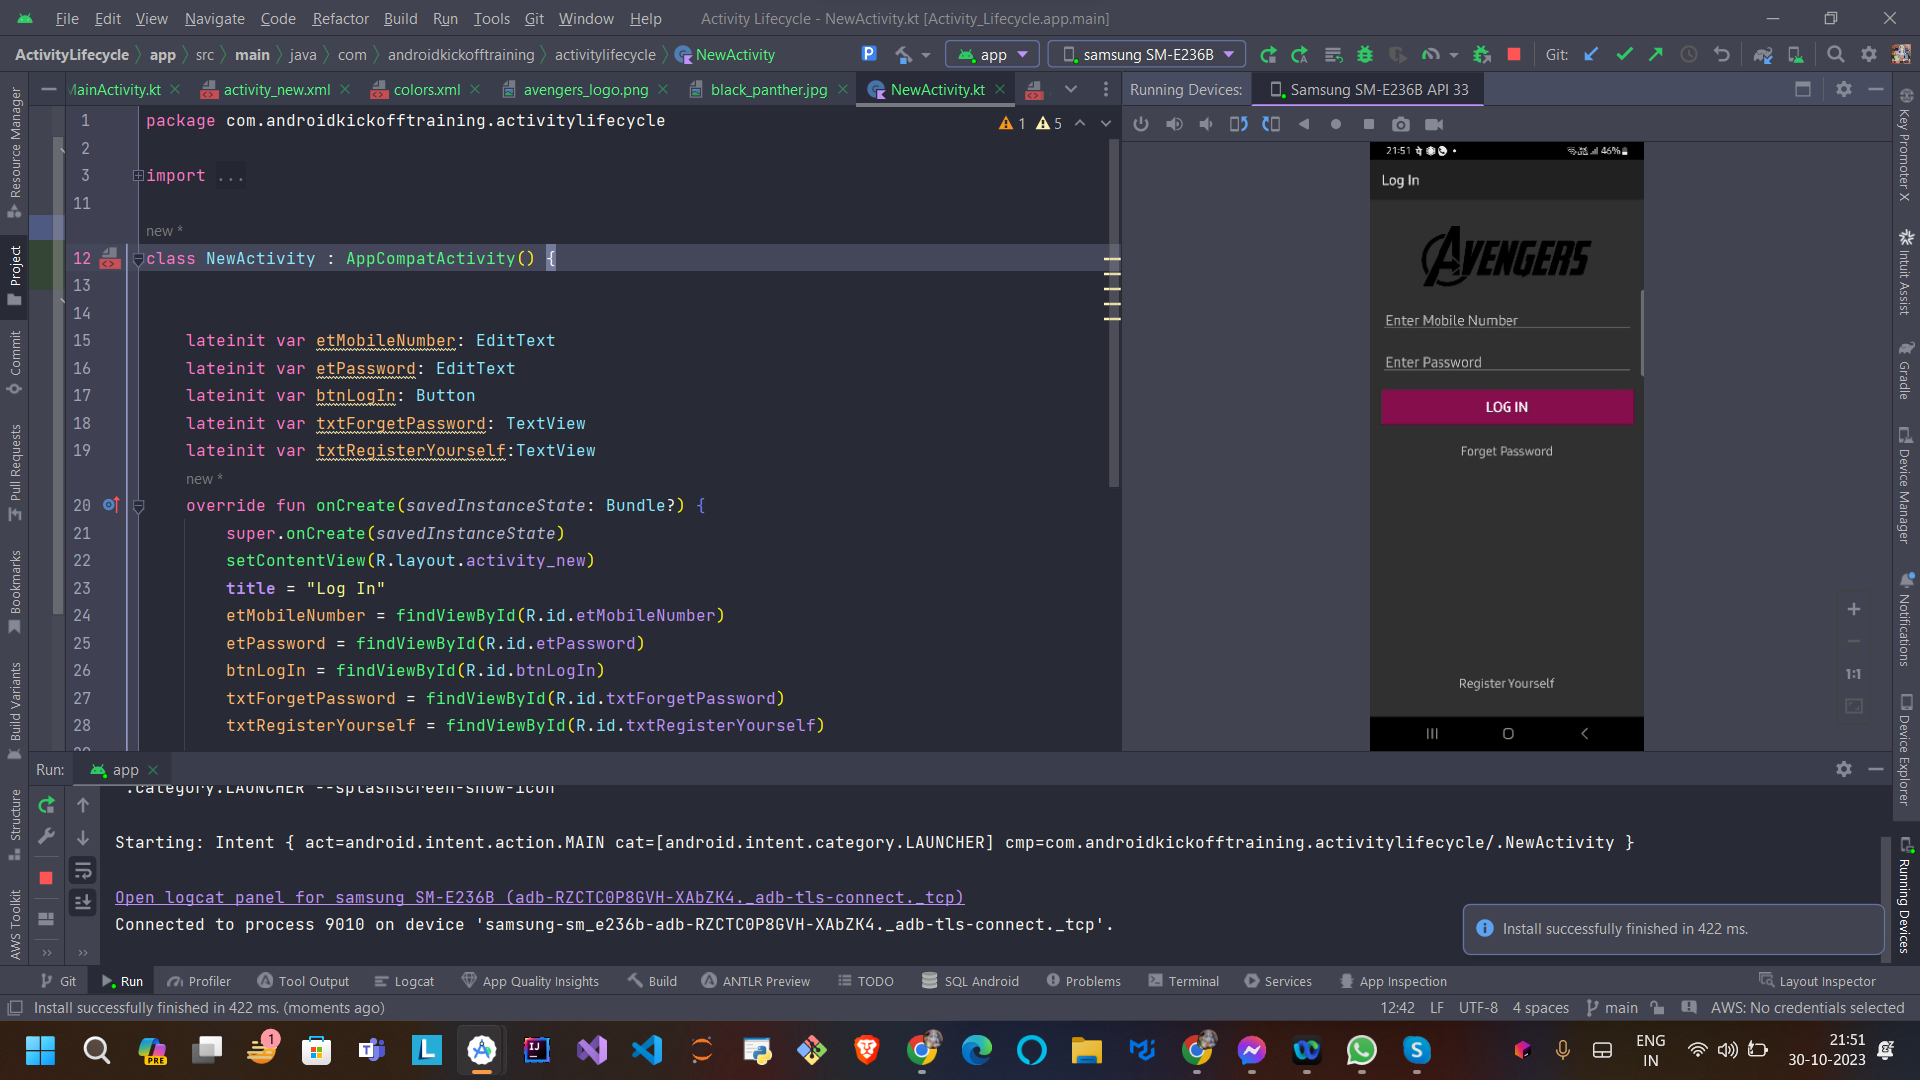 File Edit View Navigate Code Refactor Build Run Tools Git Window Help Activity Lifecycle - NewActivity.kt [Activity_Lifecycle.app.main]
ActivityLifecycle app src main java com androidkickofftraining activitylifecycle NewActivity app samsung SM-E236B Git:
MainActivity.kt activity_new.xml colors.xml avengers_logo.png black_panther.jpg NewActivity.kt Running Devices: Samsung SM-E236B API 33
Resource Manager
Project
Commit
Pull Requests
Bookmarks
Build Variants
Structure
AWS Toolkit
1 package com.androidkickofftraining.activitylifecycle
1 5
2
3 import ...
11
new *
12 class NewActivity : AppCompatActivity() {
13
14
15 lateinit var etMobileNumber: EditText
16 lateinit var etPassword: EditText
17 lateinit var btnLogIn: Button
18 lateinit var txtForgetPassword: TextView
19 lateinit var txtRegisterYourself:TextView
new *
20 override fun onCreate(savedInstanceState: Bundle?) {
21 super.onCreate(savedInstanceState)
22 setContentView(R.layout.activity_new)
23 title = "Log In"
24 etMobileNumber = findViewById(R.id.etMobileNumber)
25 etPassword = findViewById(R.id.etPassword)
26 btnLogIn = findViewById(R.id.btnLogIn)
27 txtForgetPassword = findViewById(R.id.txtForgetPassword)
28 txtRegisterYourself = findViewById(R.id.txtRegisterYourself)
21:51 46%
Log In
AVENGERS
Enter Mobile Number
Enter Password
LOG IN
Forget Password
Register Yourself
1:1
Key Promoter X
Intuit Assist
Gradle
Device Manager
Notifications
Device Explorer
Running Devices
Run: app
.category.LAUNCHER --splashscreen-show-icon
Starting: Intent { act=android.intent.action.MAIN cat=[android.intent.category.LAUNCHER] cmp=com.androidkickofftraining.activitylifecycle/.NewActivity }
Open logcat panel for samsung SM-E236B (adb-RZCTC0P8GVH-XAbZK4._adb-tls-connect._tcp)
Connected to process 9010 on device 'samsung-sm_e236b-adb-RZCTC0P8GVH-XAbZK4._adb-tls-connect._tcp'.
Install successfully finished in 422 ms.
Git Run Profiler Tool Output Logcat App Quality Insights Build ANTLR Preview TODO SQL Android Problems Terminal Services App Inspection Layout Inspector
Install successfully finished in 422 ms. (moments ago) 12:42 LF UTF-8 4 spaces main AWS: No credentials selected
PRE
1
ENG
IN
21:51
30-10-2023